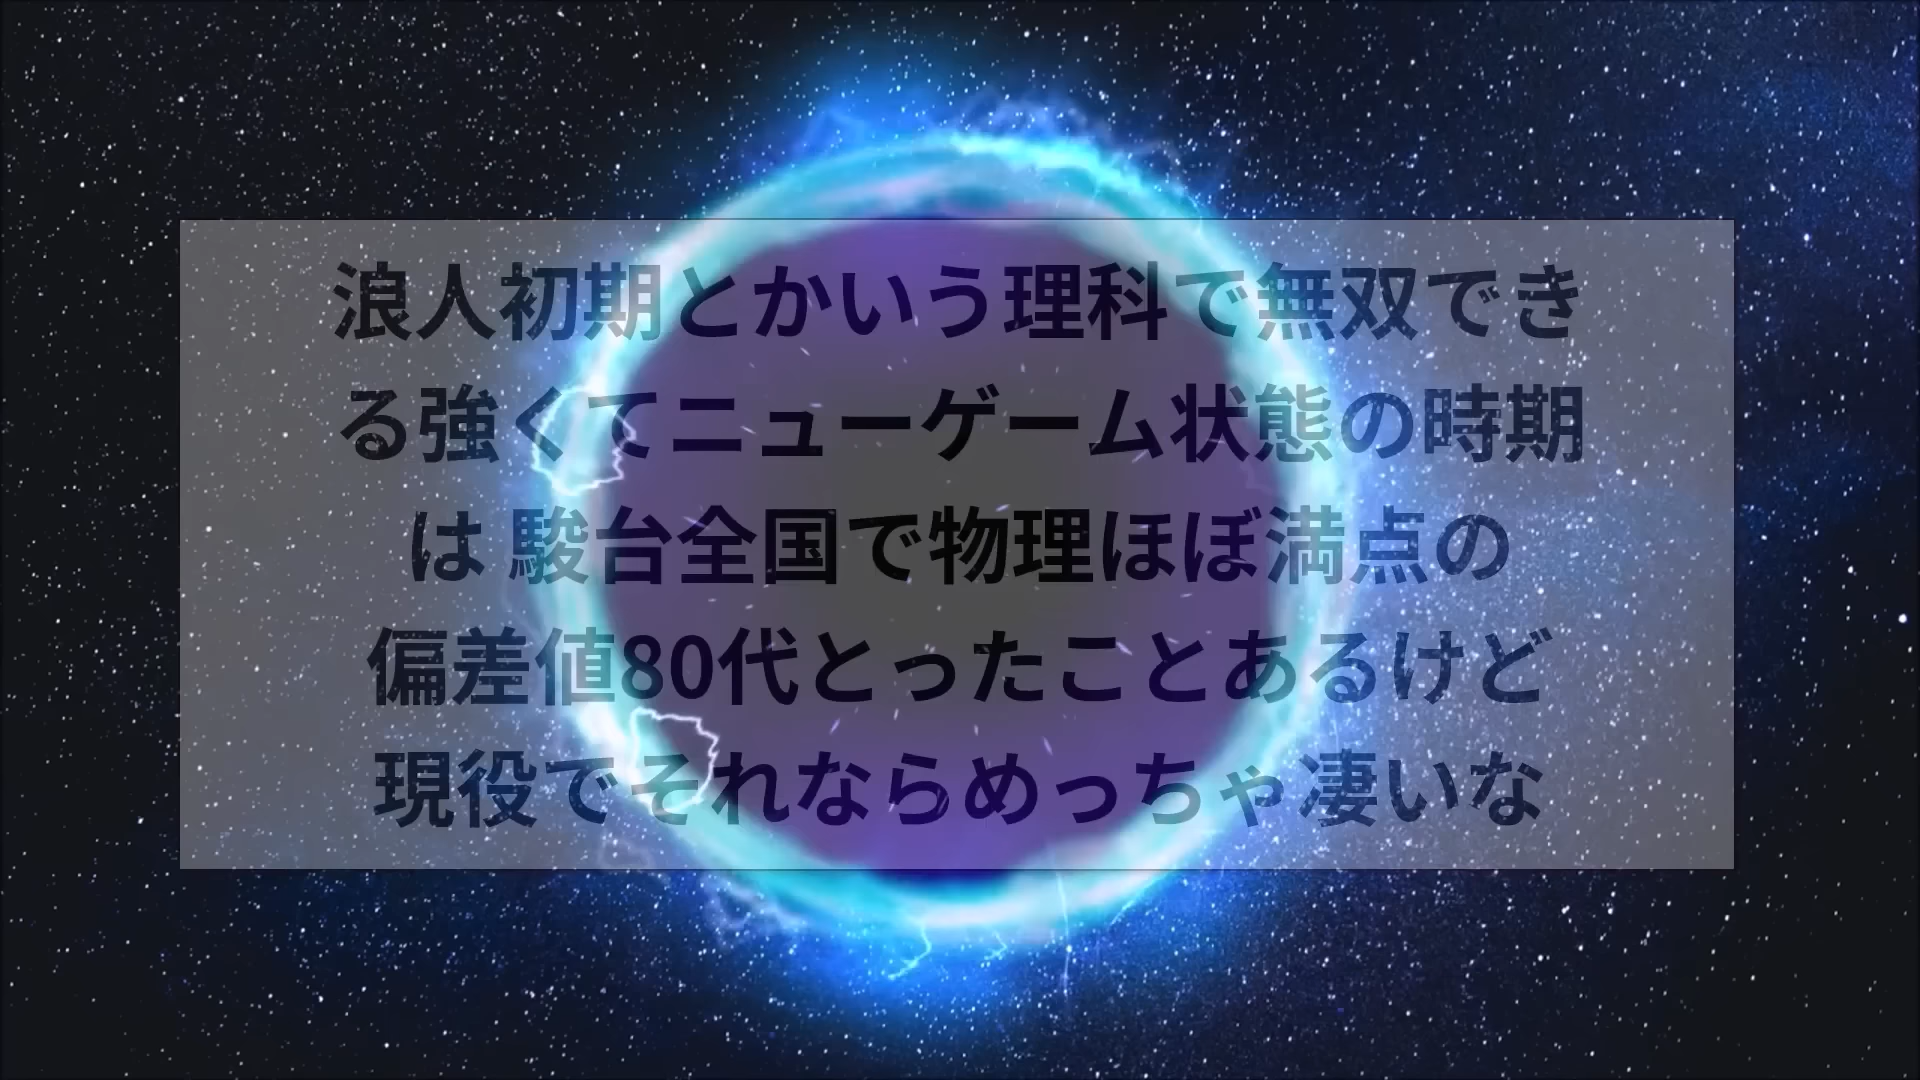 浪人初期とかいう理科で無双でき
る強くてニューゲーム状態の時期
は 駿台全国で物理ほぼ満点の
偏差値80代とったことあるけど
現役でそれならめっちゃ凄いな